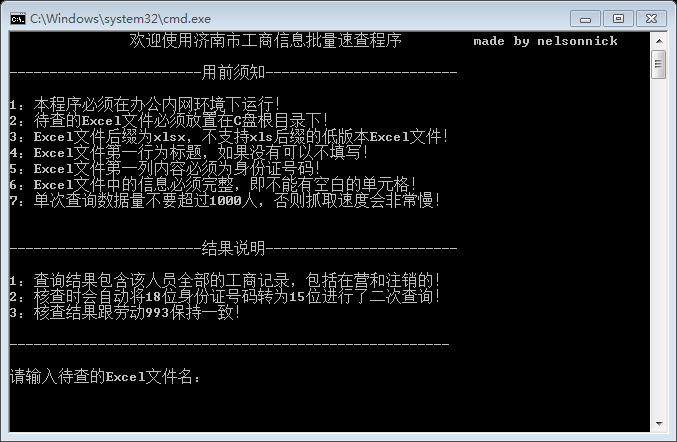 C:\Windows\system32\cmd.exe
欢迎使用济南市工商信息批量速查程序 made by nelsonnick
------------------------用前须知------------------------
1：本程序必须在办公内网环境下运行!
2：待查的Excel文件必须放置在C盘根目录下!
3：Excel文件后缀为xlsx，不支持xls后缀的低版本Excel文件!
4：Excel文件第一行为标题，如果没有可以不填写!
5：Excel文件第一列内容必须为身份证号码!
6：Excel文件中的信息必须完整，即不能有空白的单元格!
7：单次查询数据量不要超过1000人，否则抓取速度会非常慢!
------------------------结果说明------------------------
1：查询结果包含该人员全部的工商记录，包括在营和注销的!
2：核查时会自动将18位身份证号码转为15位进行了二次查询!
3：核查结果跟劳动993保持一致!
-------------------------------------------------------
请输入待查的Excel文件名：